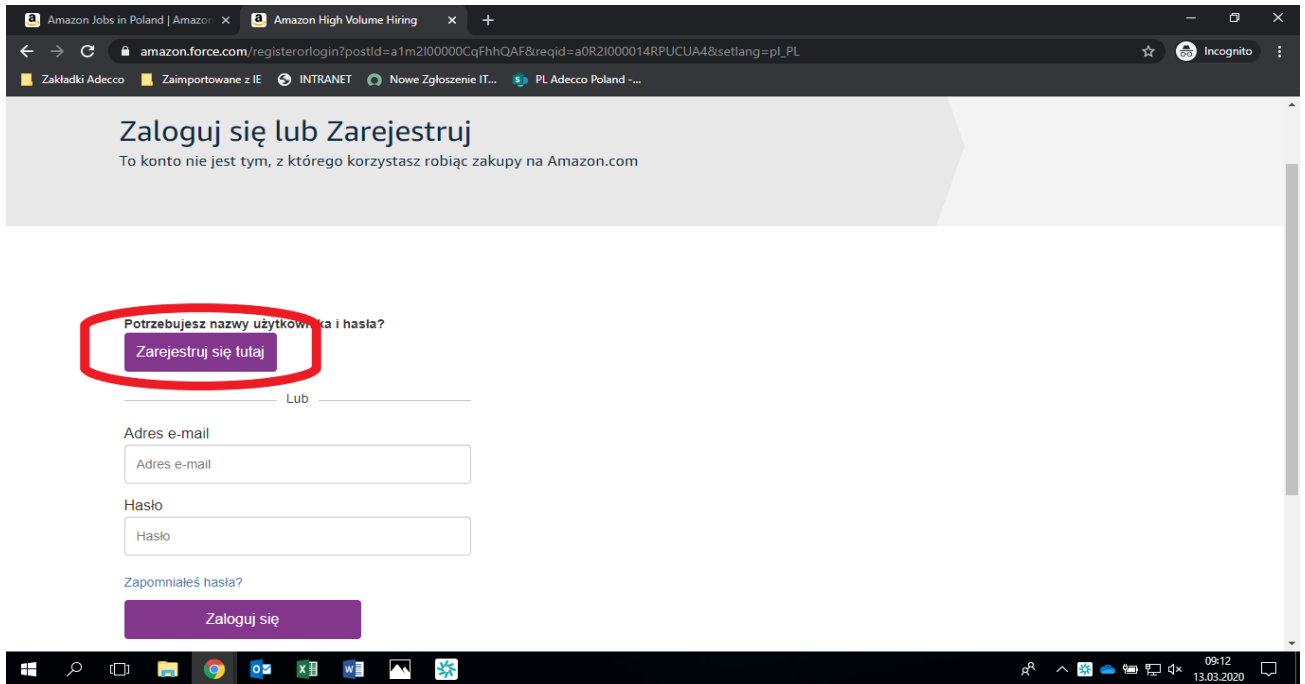 Amazon Jobs in Poland | Amazon
Amazon High Volume Hiring
amazon.force.com/registerorlogin?postId=a1m2I00000CqFhhQAF&reqid=a0R2I000014RPUCUA4&setlang=pl_PL
Incognito
Zakładki Adecco
Zaimportowane z IE
INTRANET
Nowe Zgłoszenie IT...
PL Adecco Poland -...
Zaloguj się lub Zarejestruj
To konto nie jest tym, z którego korzystasz robiąc zakupy na Amazon.com
Potrzebujesz nazwy użytkownika i hasła?
Zarejestruj się tutaj
Lub
Adres e-mail
Adres e-mail
Hasło
Hasło
Zapomniałeś hasła?
Zaloguj się
09:12
13.03.2020